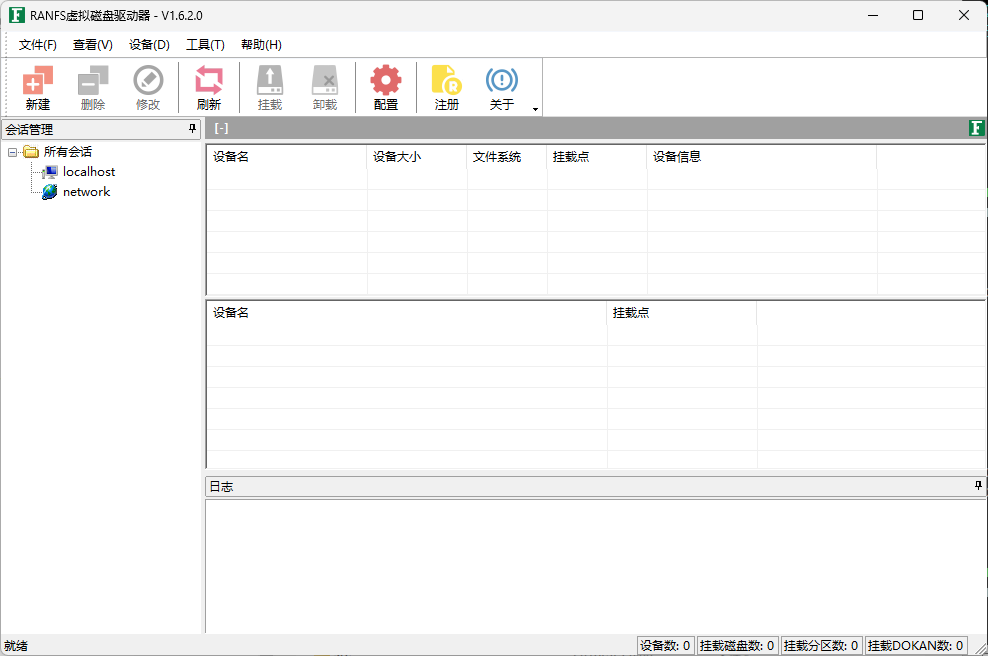 RANFS虚拟磁盘驱动器 - V1.6.2.0
文件(F) 查看(V) 设备(D) 工具(T) 帮助(H)
新建 删除 修改 刷新 挂载 卸载 配置 注册 关于
会话管理
[-]
所有会话
localhost
network
设备名 设备大小 文件系统 挂载点 设备信息
设备名 挂载点
日志
就绪 设备数: 0 挂载磁盘数: 0 挂载分区数: 0 挂载DOKAN数: 0